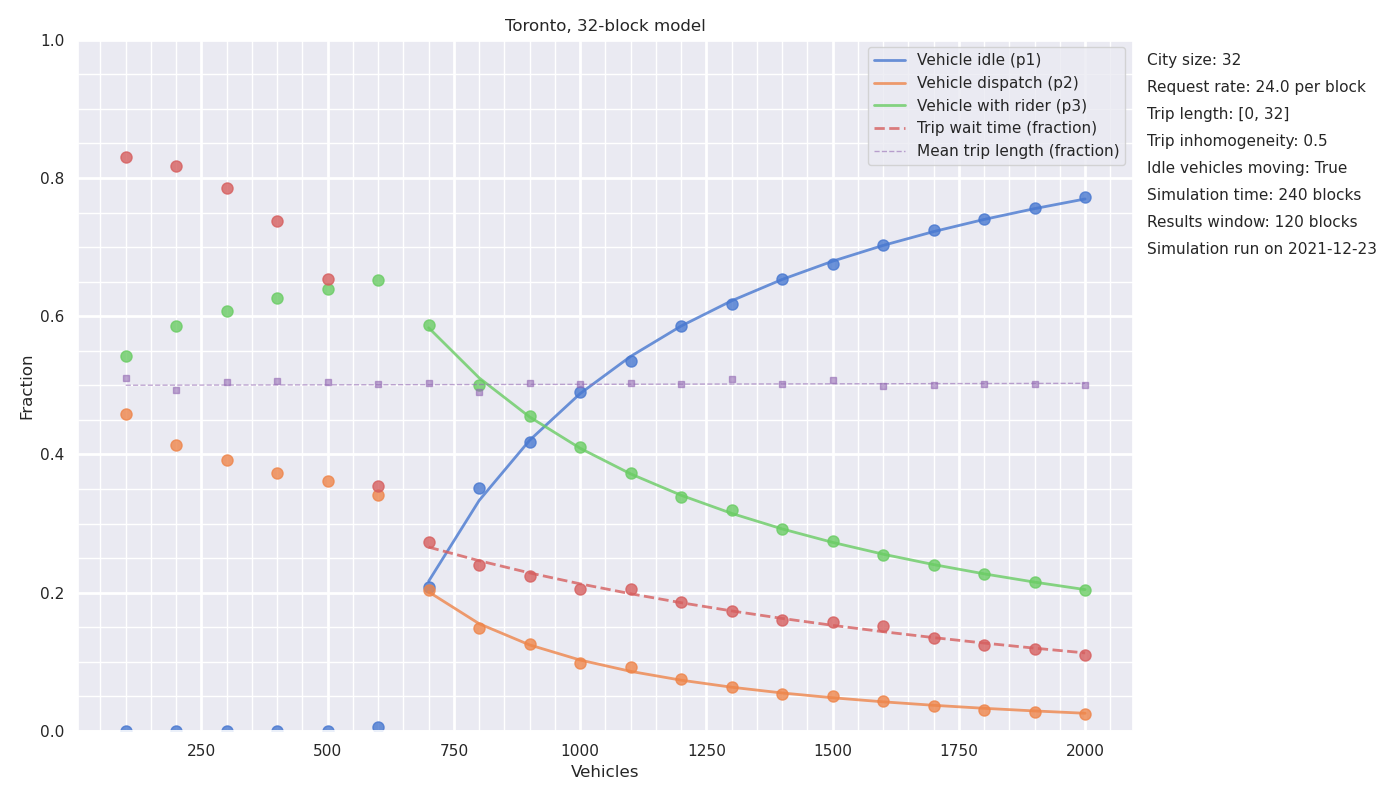 Toronto, 32-block model
1.0
0.8
0.6
0.4
0.2
0.0
Fraction
250
500
750
1000
1250
1500
1750
2000
Vehicles
Vehicle idle (p1)
Vehicle dispatch (p2)
Vehicle with rider (p3)
Trip wait time (fraction)
Mean trip length (fraction)
City size: 32
Request rate: 24.0 per block
Trip length: [0, 32]
Trip inhomogeneity: 0.5
Idle vehicles moving: True
Simulation time: 240 blocks
Results window: 120 blocks
Simulation run on 2021-12-23